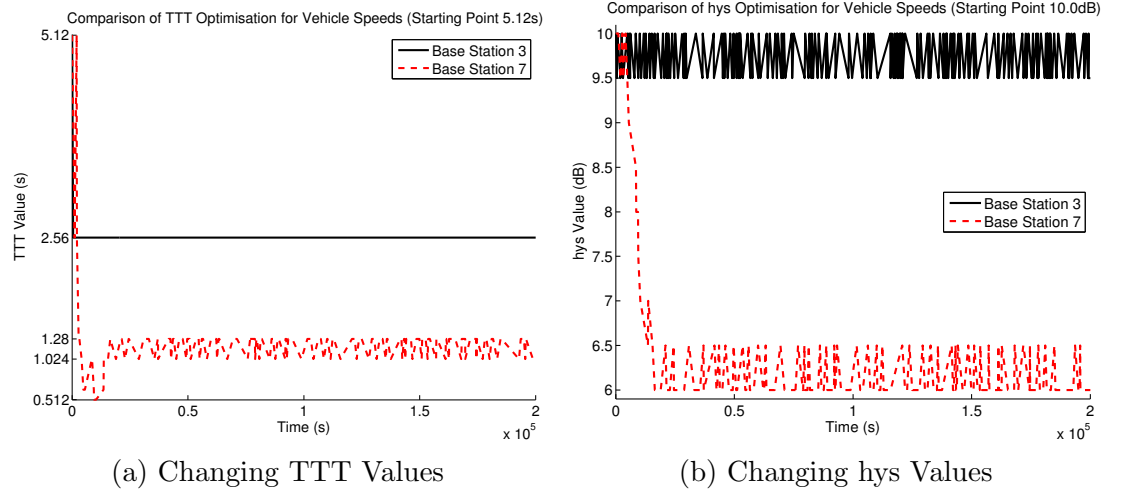 Comparison of TTT Optimisation for Vehicle Speeds (Starting Point 5.12s)
5.12
2.56
1.28
1.024
0.512
TTT Value (s)
Base Station 3
Base Station 7
0 0.5 1 1.5 2
Time (s)
x 10^5
(a) Changing TTT Values
Comparison of hys Optimisation for Vehicle Speeds (Starting Point 10.0dB)
10
9.5
9
8.5
8
7.5
7
6.5
6
hys Value (dB)
Base Station 3
Base Station 7
0 0.5 1 1.5 2
Time (s)
x 10^5
(b) Changing hys Values